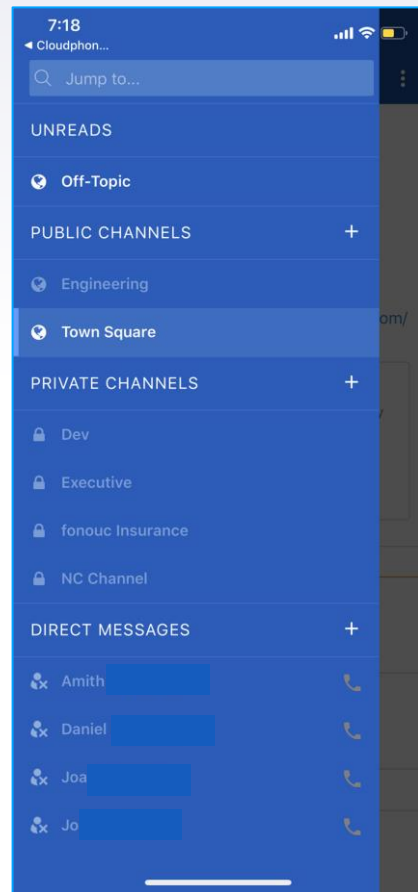 7:18
◀ Cloudphon...
Jump to...
UNREADS
Off-Topic
PUBLIC CHANNELS +
Engineering
Town Square
om/
PRIVATE CHANNELS +
Dev
Executive
fonouc Insurance
NC Channel
DIRECT MESSAGES +
Amith
Daniel
Joa
Jo